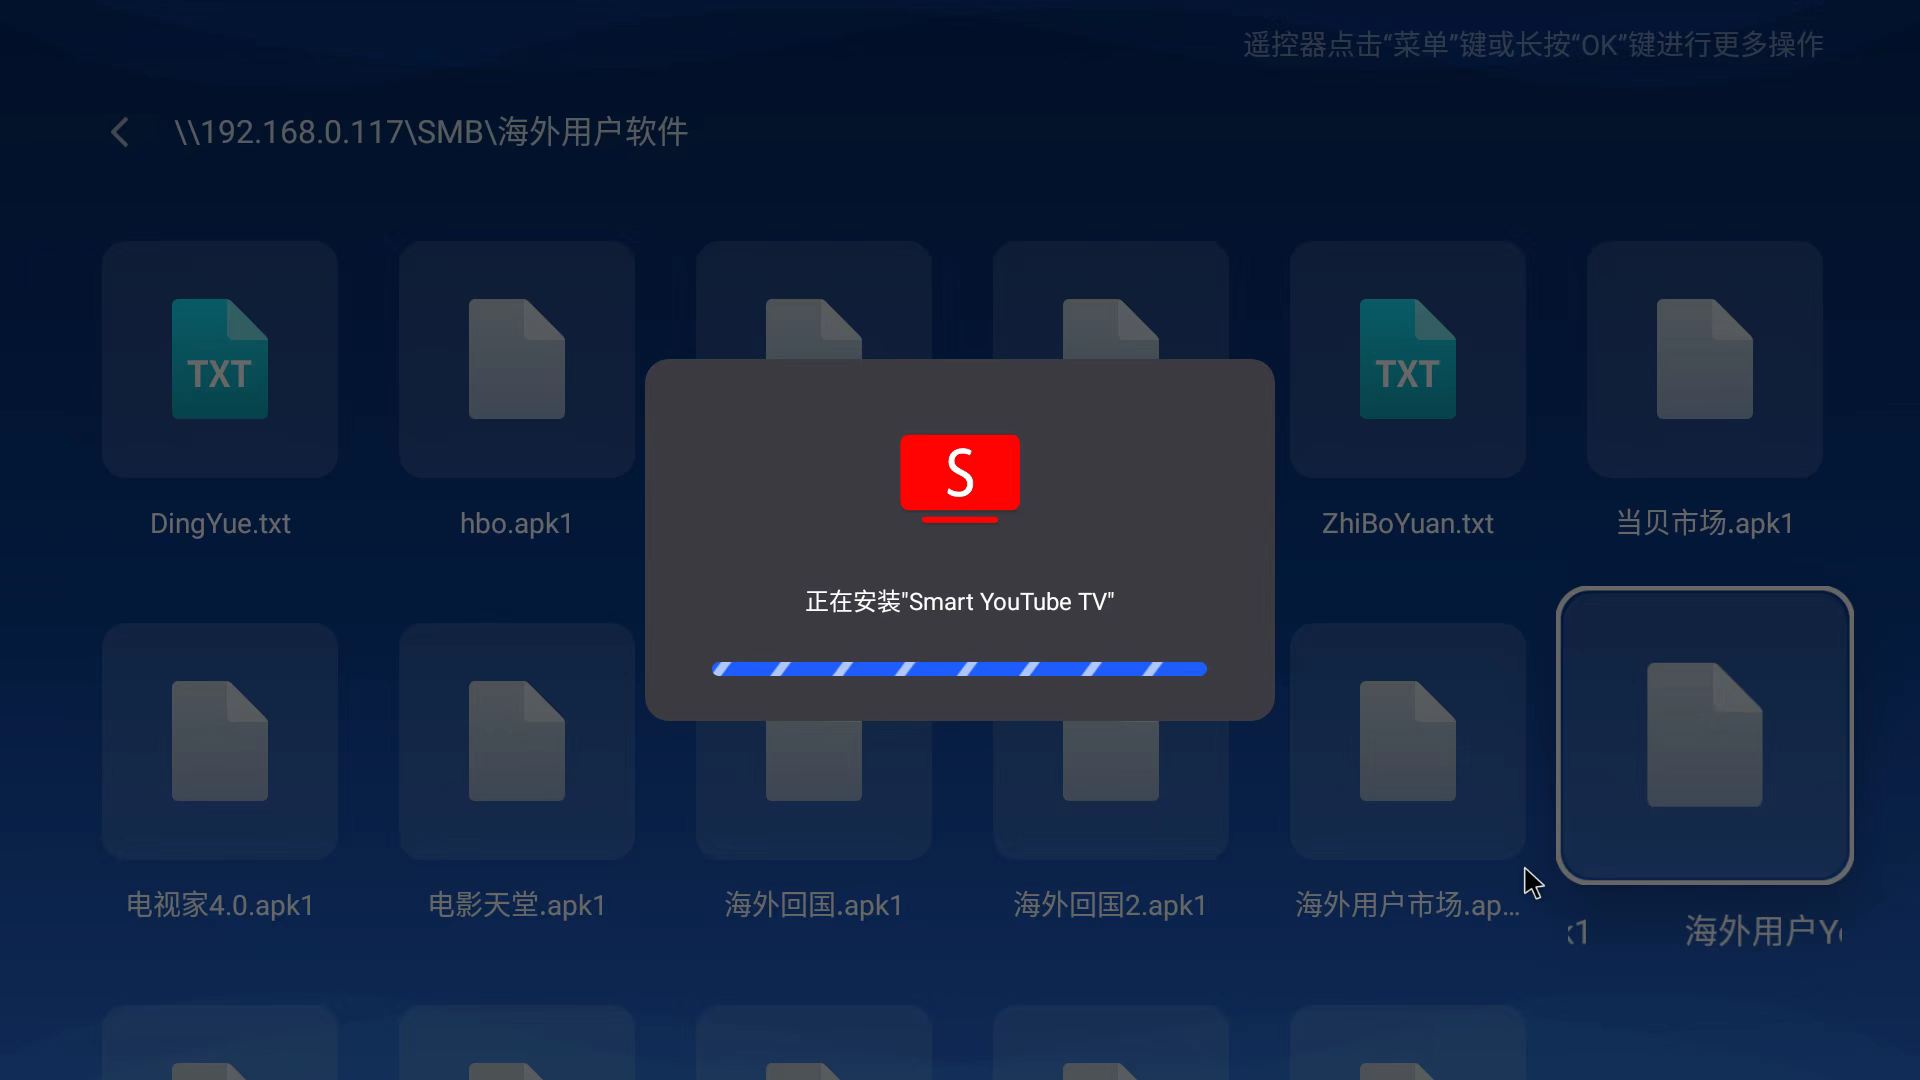 遥控器点击“菜单”键或长按“OK”键进行更多操作
\\192.168.0.117\SMB\海外用户软件
TXT
TXT
DingYue.txt
hbo.apk1
ZhiBoYuan.txt
当贝市场.apk1
S
正在安装"Smart YouTube TV"
电视家4.0.apk1
电影天堂.apk1
海外回国.apk1
海外回国2.apk1
海外用户市场.ap...
k1 海外用户Yo